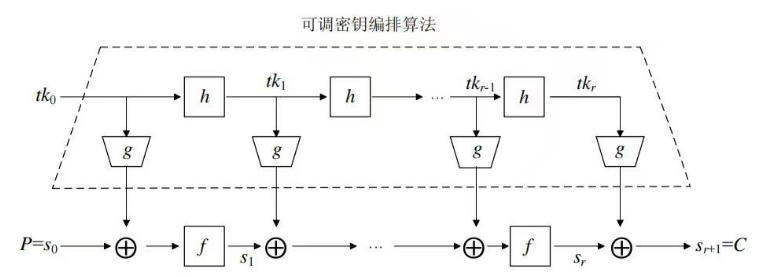 可调密钥编排算法
tk₀ h tk₁ h ... tkᵣ₋₁ h tkᵣ
g g g g
P=s₀ f s₁ ... f sᵣ sᵣ₊₁=C